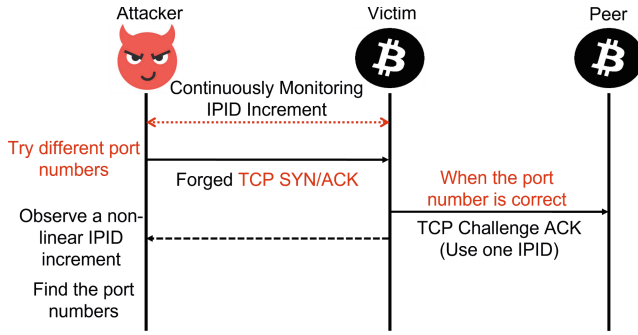 Attacker
Victim
Peer
Continuously Monitoring
IPID Increment
Try different port
numbers
Forged TCP SYN/ACK
When the port
number is correct
TCP Challenge ACK
(Use one IPID)
Observe a non-
linear IPID
increment
Find the port
numbers